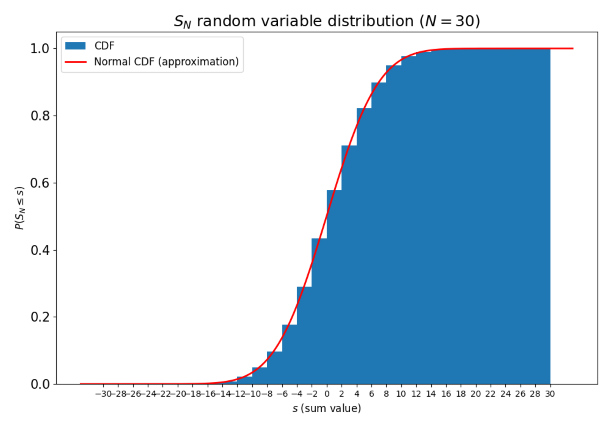 S_N random variable distribution (N = 30)
CDF
Normal CDF (approximation)
1.0
0.8
0.6
0.4
0.2
0.0
P(S_N ≤ s)
−30 −28 −26 −24 −22 −20 −18 −16 −14 −12 −10 −8 −6 −4 −2 0 2 4 6 8 10 12 14 16 18 20 22 24 26 28 30
s (sum value)